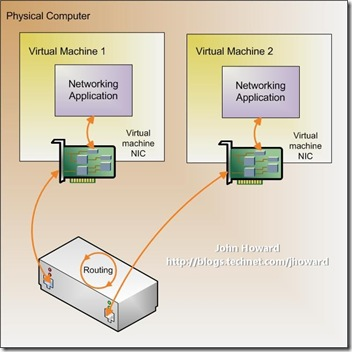 Physical Computer
Virtual Machine 1
Networking
Application
Virtual
machine
NIC
Virtual Machine 2
Networking
Application
Virtual
machine
NIC
Routing
John Howard
http://blogs.technet.com/jhoward